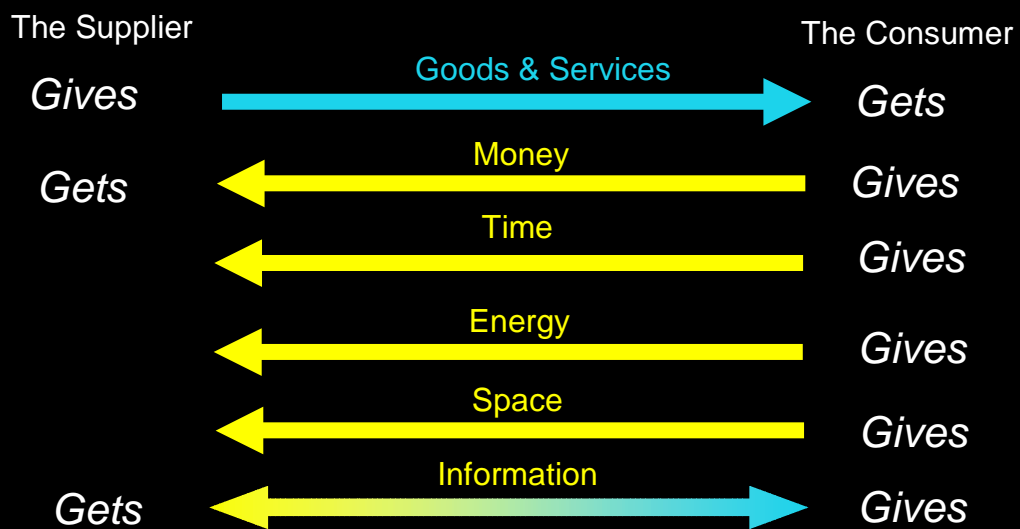 The Supplier
The Consumer
Goods & Services
Gives
Gets
Money
Gets
Gives
Time
Gives
Energy
Gives
Space
Gives
Information
Gets
Gives